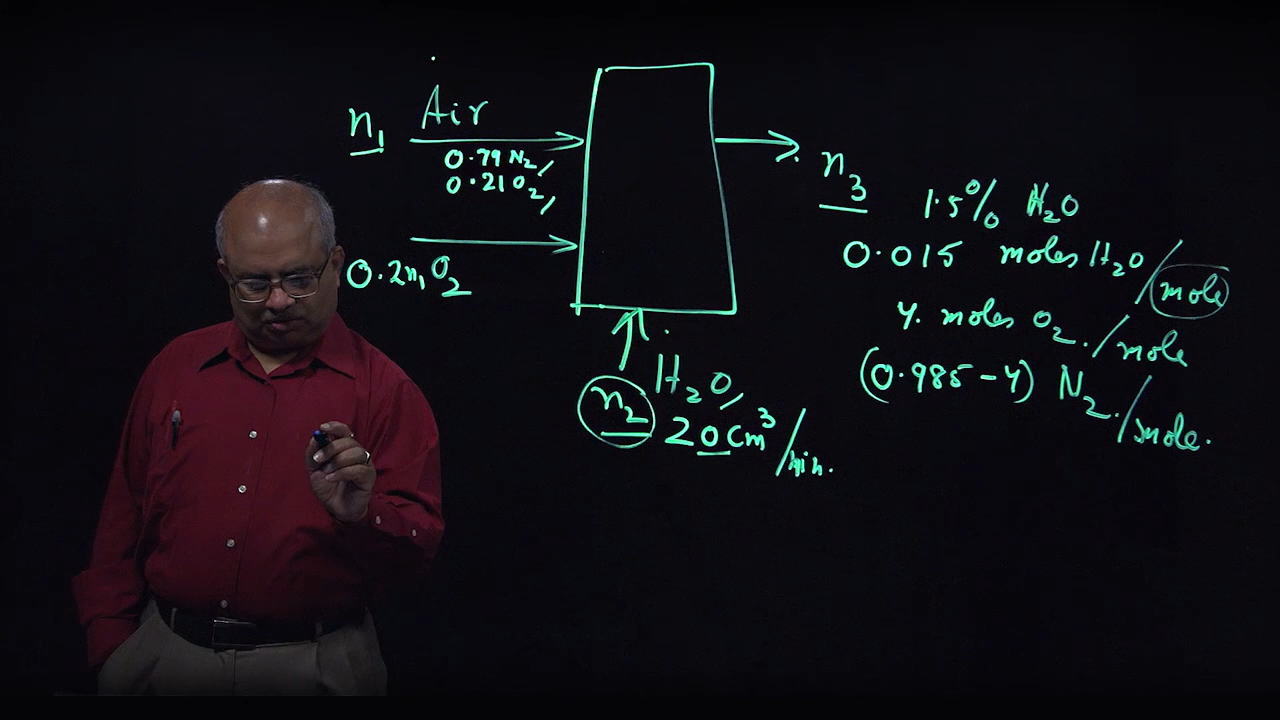 n₁ Air
0.79 N₂,
0.21 O₂,
0.2n₁ O₂
H₂O,
n₂ 20 cm³/min.
n₃
1.5% H₂O
0.015 moles H₂O/mole
y. moles O₂./mole
(0.985 - y) N₂./mole.